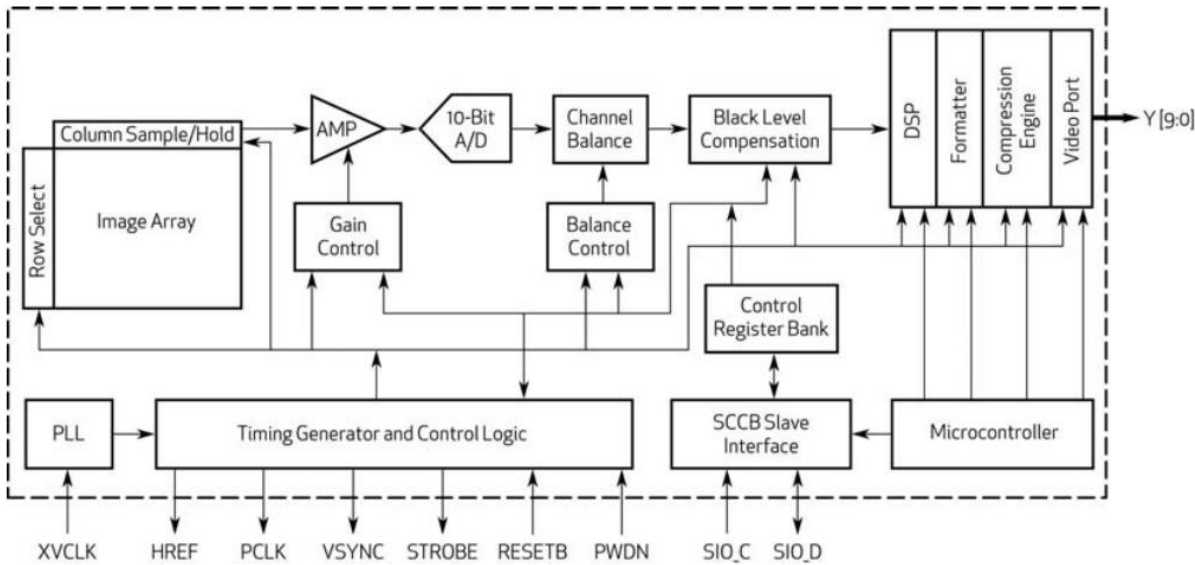 Column Sample/Hold
Row Select
Image Array
AMP
10-Bit
A/D
Channel
Balance
Black Level
Compensation
DSP
Formatter
Compression
Engine
Video Port
Y [9:0]
Gain
Control
Balance
Control
Control
Register Bank
PLL
Timing Generator and Control Logic
SCCB Slave
Interface
Microcontroller
XVCLK
HREF
PCLK
VSYNC
STROBE
RESETB
PWDN
SIO_C
SIO_D